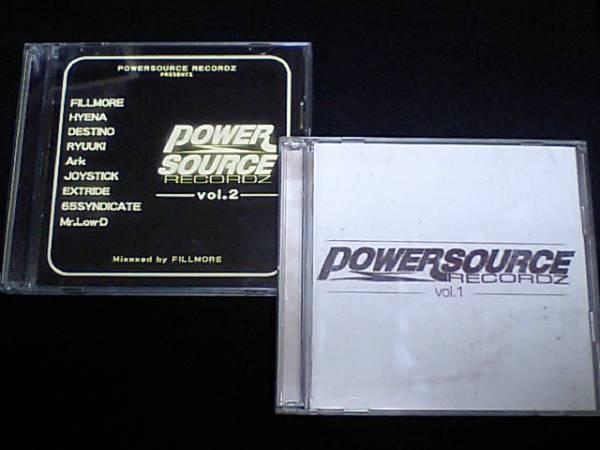 POWERSOURCE RECORDZ
PRESENTS
FILLMORE
HYENA
DESTINO
RYUUKI
Ark
JOYSTICK
EXTRIDE
65SYNDICATE
Mr.Low-D
POWER
SOURCE
RECORDZ
vol.2
Mixxxed by FILLMORE
POWERSOURCE
RECORDZ
vol.1